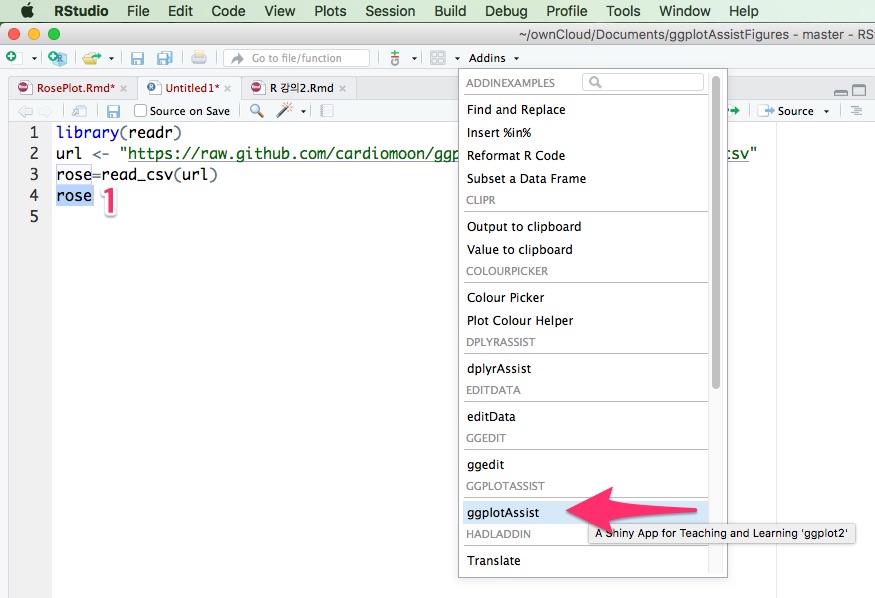 RStudio File Edit Code View Plots Session Build Debug Profile Tools Window Help
~/ownCloud/Documents/ggplotAssistFigures - master - RS
Go to file/function Addins
RosePlot.Rmd* Untitled1* R 강의2.Rmd
Source on Save Source
1 library(readr)
2 url <- "https://raw.github.com/cardiomoon/ggp sv"
3 rose=read_csv(url)
4 rose 1
5
ADDINEXAMPLES
Find and Replace
Insert %in%
Reformat R Code
Subset a Data Frame
CLIPR
Output to clipboard
Value to clipboard
COLOURPICKER
Colour Picker
Plot Colour Helper
DPLYRASSIST
dplyrAssist
EDITDATA
editData
GGEDIT
ggedit
GGPLOTASSIST
ggplotAssist
A Shiny App for Teaching and Learning 'ggplot2'
HADLADDIN
Translate